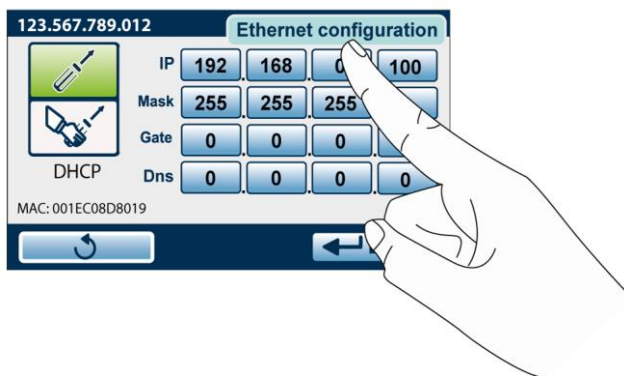 123.567.789.012 Ethernet configuration
IP 192 . 168 . 0 . 100
Mask 255 . 255 . 255 .
Gate 0 . 0 . 0 .
Dns 0 . 0 . 0 . 0
DHCP
MAC: 001EC08D8019